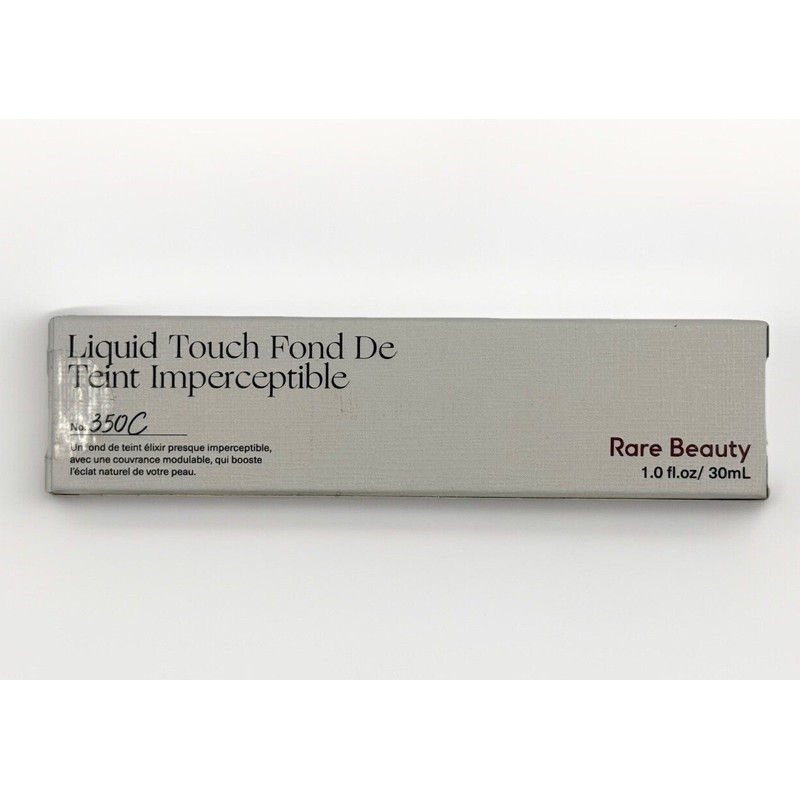 Liquid Touch Fond De
Teint Imperceptible
No. 350C
Un fond de teint élixir presque imperceptible,
avec une couvrance modulable, qui booste
l'éclat naturel de votre peau.
Rare Beauty
1.0 fl.oz/ 30mL